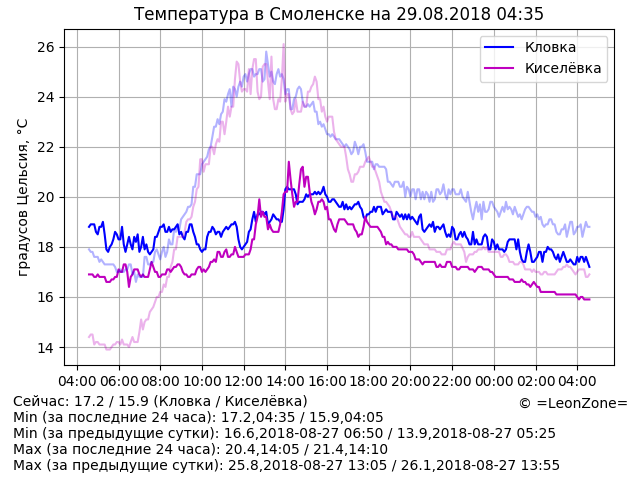 Температура в Смоленске на 29.08.2018 04:35
градусов Цельсия, °C
26
24
22
20
18
16
14
Кловка
Киселёвка
04:00 06:00 08:00 10:00 12:00 14:00 16:00 18:00 20:00 22:00 00:00 02:00 04:00
Сейчас: 17.2 / 15.9 (Кловка / Киселёвка)
© =LeonZone=
Min (за последние 24 часа): 17.2,04:35 / 15.9,04:05
Min (за предыдущие сутки): 16.6,2018-08-27 06:50 / 13.9,2018-08-27 05:25
Max (за последние 24 часа): 20.4,14:05 / 21.4,14:10
Max (за предыдущие сутки): 25.8,2018-08-27 13:05 / 26.1,2018-08-27 13:55